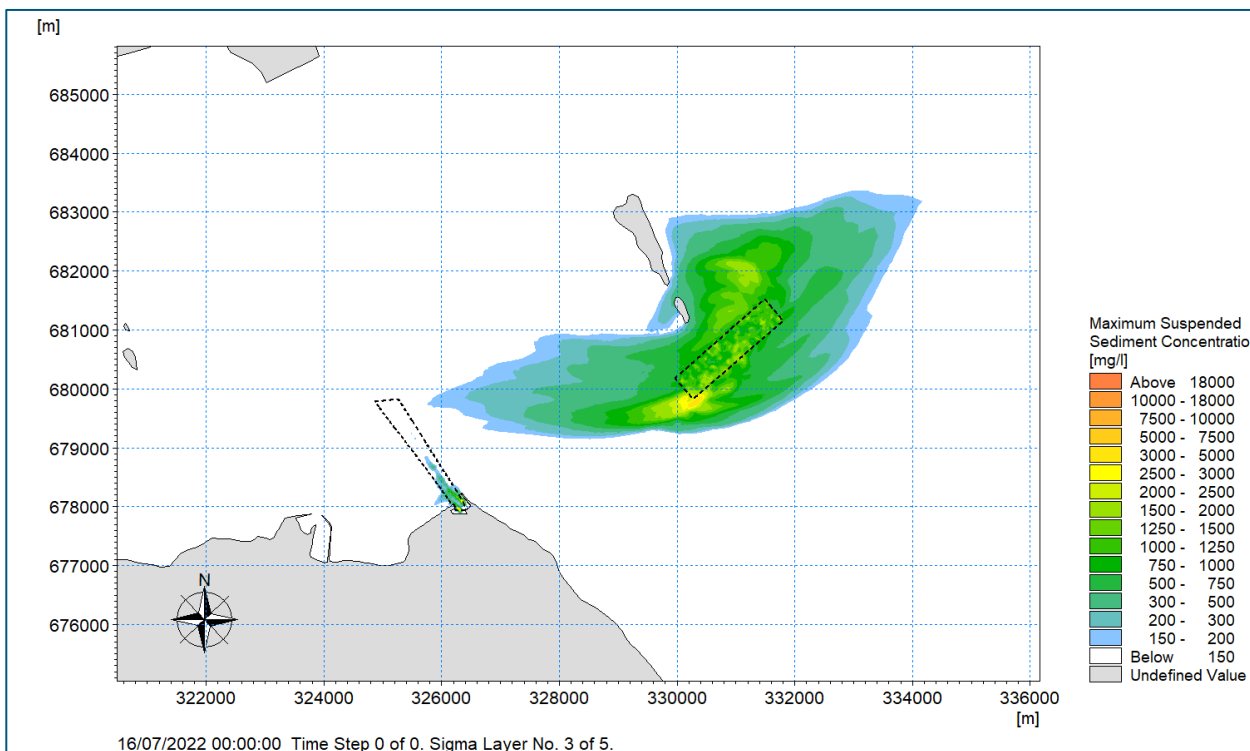 [m]
685000
684000
683000
682000
681000
680000
679000
678000
677000
676000
N
322000 324000 326000 328000 330000 332000 334000 336000
[m]
Maximum Suspended
Sediment Concentratio
[mg/l]
Above 18000
10000 - 18000
7500 - 10000
5000 - 7500
3000 - 5000
2500 - 3000
2000 - 2500
1500 - 2000
1250 - 1500
1000 - 1250
750 - 1000
500 - 750
300 - 500
200 - 300
150 - 200
Below 150
Undefined Value
16/07/2022 00:00:00 Time Step 0 of 0. Sigma Layer No. 3 of 5.